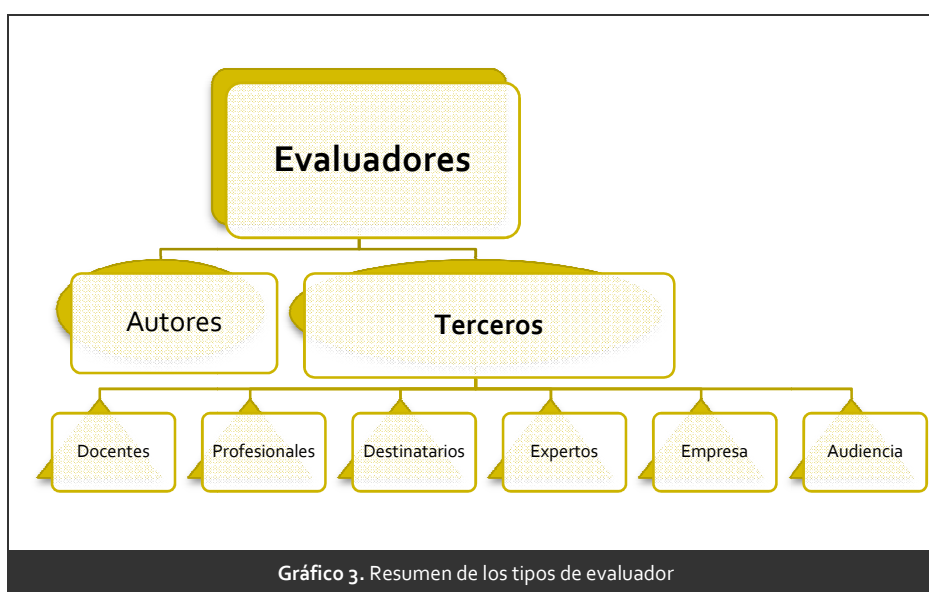 Evaluadores
Autores
Terceros
Docentes
Profesionales
Destinatarios
Expertos
Empresa
Audiencia
Gráfico 3. Resumen de los tipos de evaluador